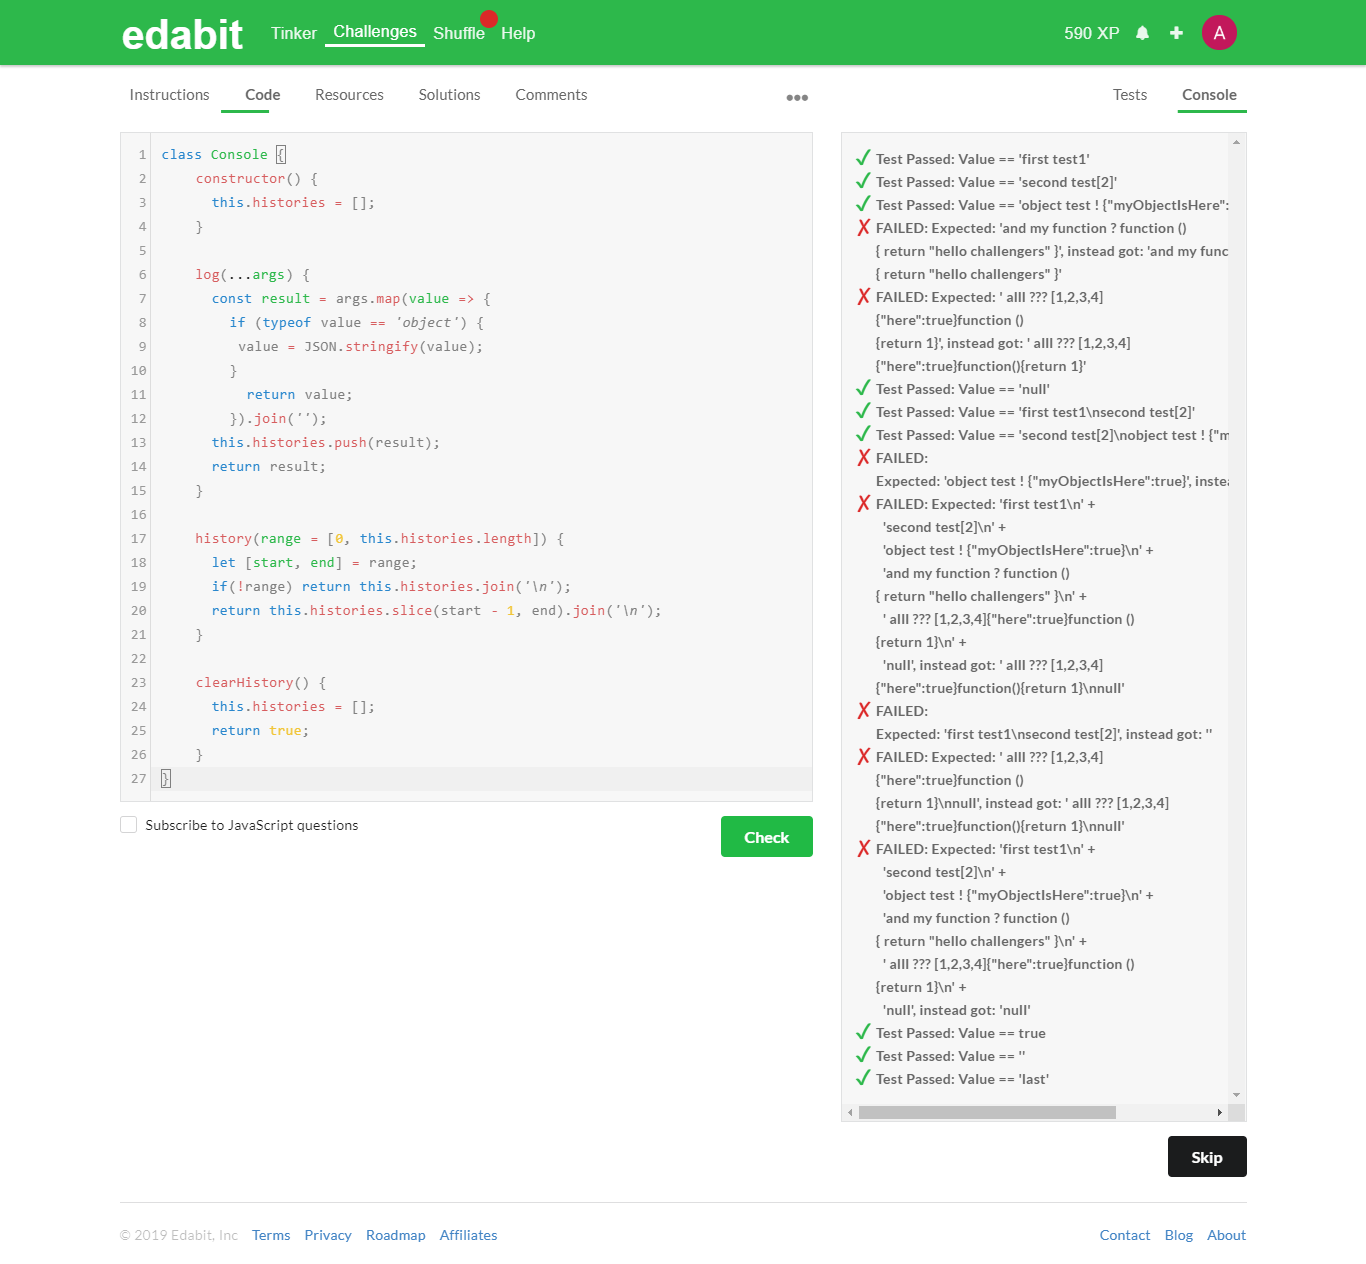 edabit Tinker Challenges Shuffle Help 590 XP A
Instructions Code Resources Solutions Comments Tests Console
1 class Console {
2 constructor() {
3 this.histories = [];
4 }
5
6 log(...args) {
7 const result = args.map(value => {
8 if (typeof value == 'object') {
9 value = JSON.stringify(value);
10 }
11 return value;
12 }).join('');
13 this.histories.push(result);
14 return result;
15 }
16
17 history(range = [0, this.histories.length]) {
18 let [start, end] = range;
19 if(!range) return this.histories.join('\n');
20 return this.histories.slice(start - 1, end).join('\n');
21 }
22
23 clearHistory() {
24 this.histories = [];
25 return true;
26 }
27 }
Subscribe to JavaScript questions
Check
Test Passed: Value == 'first test1'
Test Passed: Value == 'second test[2]'
Test Passed: Value == 'object test ! {"myObjectIsHere":
FAILED: Expected: 'and my function ? function ()
{ return "hello challengers" }', instead got: 'and my func
{ return "hello challengers" }'
FAILED: Expected: ' alll ??? [1,2,3,4]
{"here":true}function ()
{return 1}', instead got: ' alll ??? [1,2,3,4]
{"here":true}function(){return 1}'
Test Passed: Value == 'null'
Test Passed: Value == 'first test1\nsecond test[2]'
Test Passed: Value == 'second test[2]\nobject test ! {"m
FAILED:
Expected: 'object test ! {"myObjectIsHere":true}', instea
FAILED: Expected: 'first test1\n' +
'second test[2]\n' +
'object test ! {"myObjectIsHere":true}\n' +
'and my function ? function ()
{ return "hello challengers" }\n' +
' alll ??? [1,2,3,4]{"here":true}function ()
{return 1}\n' +
'null', instead got: ' alll ??? [1,2,3,4]
{"here":true}function(){return 1}\nnull'
FAILED:
Expected: 'first test1\nsecond test[2]', instead got: ''
FAILED: Expected: ' alll ??? [1,2,3,4]
{"here":true}function ()
{return 1}\nnull', instead got: ' alll ??? [1,2,3,4]
{"here":true}function(){return 1}\nnull'
FAILED: Expected: 'first test1\n' +
'second test[2]\n' +
'object test ! {"myObjectIsHere":true}\n' +
'and my function ? function ()
{ return "hello challengers" }\n' +
' alll ??? [1,2,3,4]{"here":true}function ()
{return 1}\n' +
'null', instead got: 'null'
Test Passed: Value == true
Test Passed: Value == ''
Test Passed: Value == 'last'
Skip
© 2019 Edabit, Inc Terms Privacy Roadmap Affiliates Contact Blog About